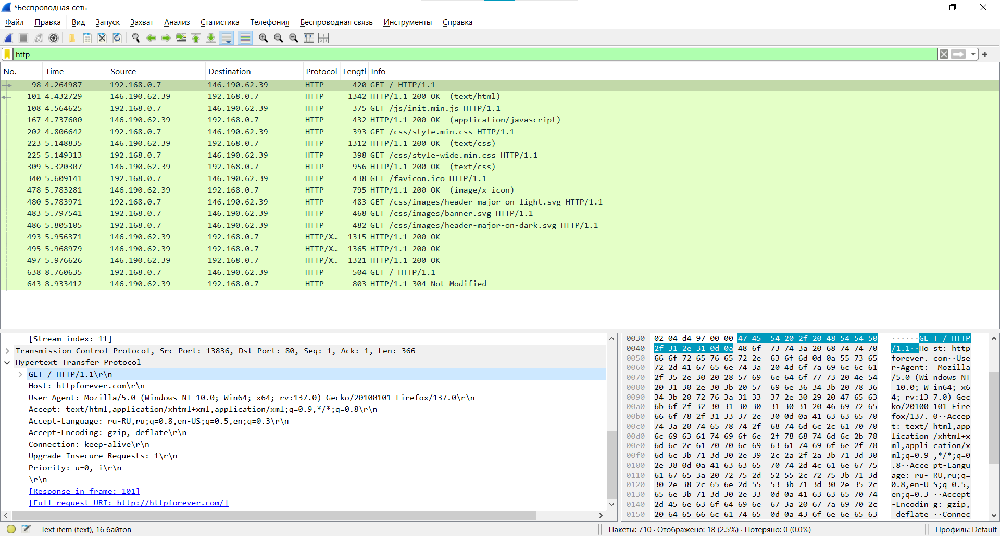 *Беспроводная сеть
Файл Правка Вид Запуск Захват Анализ Статистика Телефония Беспроводная связь Инструменты Справка
http
No. Time Source Destination Protocol Length Info
98 4.264987 192.168.0.7 146.190.62.39 HTTP 420 GET / HTTP/1.1
101 4.432729 146.190.62.39 192.168.0.7 HTTP 1342 HTTP/1.1 200 OK (text/html)
108 4.564625 192.168.0.7 146.190.62.39 HTTP 375 GET /js/init.min.js HTTP/1.1
167 4.737600 146.190.62.39 192.168.0.7 HTTP 432 HTTP/1.1 200 OK (application/javascript)
202 4.806642 192.168.0.7 146.190.62.39 HTTP 393 GET /css/style.min.css HTTP/1.1
223 5.148835 146.190.62.39 192.168.0.7 HTTP 1312 HTTP/1.1 200 OK (text/css)
225 5.149313 192.168.0.7 146.190.62.39 HTTP 398 GET /css/style-wide.min.css HTTP/1.1
309 5.320307 146.190.62.39 192.168.0.7 HTTP 956 HTTP/1.1 200 OK (text/css)
340 5.609141 192.168.0.7 146.190.62.39 HTTP 438 GET /favicon.ico HTTP/1.1
478 5.783281 146.190.62.39 192.168.0.7 HTTP 795 HTTP/1.1 200 OK (image/x-icon)
480 5.783971 192.168.0.7 146.190.62.39 HTTP 483 GET /css/images/header-major-on-light.svg HTTP/1.1
483 5.797541 192.168.0.7 146.190.62.39 HTTP 468 GET /css/images/banner.svg HTTP/1.1
486 5.805105 192.168.0.7 146.190.62.39 HTTP 482 GET /css/images/header-major-on-dark.svg HTTP/1.1
493 5.956371 146.190.62.39 192.168.0.7 HTTP/X… 1315 HTTP/1.1 200 OK
495 5.968979 146.190.62.39 192.168.0.7 HTTP/X… 1365 HTTP/1.1 200 OK
497 5.976626 146.190.62.39 192.168.0.7 HTTP/X… 1321 HTTP/1.1 200 OK
638 8.760635 192.168.0.7 146.190.62.39 HTTP 504 GET / HTTP/1.1
643 8.933412 146.190.62.39 192.168.0.7 HTTP 803 HTTP/1.1 304 Not Modified
[Stream index: 11]
Transmission Control Protocol, Src Port: 13836, Dst Port: 80, Seq: 1, Ack: 1, Len: 366
Hypertext Transfer Protocol
GET / HTTP/1.1\r\n
Host: httpforever.com\r\n
User-Agent: Mozilla/5.0 (Windows NT 10.0; Win64; x64; rv:137.0) Gecko/20100101 Firefox/137.0\r\n
Accept: text/html,application/xhtml+xml,application/xml;q=0.9,*/*;q=0.8\r\n
Accept-Language: ru-RU,ru;q=0.8,en-US;q=0.5,en;q=0.3\r\n
Accept-Encoding: gzip, deflate\r\n
Connection: keep-alive\r\n
Upgrade-Insecure-Requests: 1\r\n
Priority: u=0, i\r\n
\r\n
[Response in frame: 101]
[Full request URI: http://httpforever.com/]
0030 02 04 d4 97 00 00 47 45 54 20 2f 20 48 54 54 50 ······GE T / HTTP
0040 2f 31 2e 31 0d 0a 48 6f 73 74 3a 20 68 74 74 70 /1.1··Ho st: http
0050 66 6f 72 65 76 65 72 2e 63 6f 6d 0d 0a 55 73 65 forever. com··Use
0060 72 2d 41 67 65 6e 74 3a 20 4d 6f 7a 69 6c 6c 61 r-Agent: Mozilla
0070 2f 35 2e 30 20 28 57 69 6e 64 6f 77 73 20 4e 54 /5.0 (Wi ndows NT
0080 20 31 30 2e 30 3b 20 57 69 6e 36 34 3b 20 78 36 10.0; W in64; x6
0090 34 3b 20 72 76 3a 31 33 37 2e 30 29 20 47 65 63 4; rv:13 7.0) Gec
00a0 6b 6f 2f 32 30 31 30 30 31 30 31 20 46 69 72 65 ko/20100 101 Fire
00b0 66 6f 78 2f 31 33 37 2e 30 0d 0a 41 63 63 65 70 fox/137. 0··Accep
00c0 74 3a 20 74 65 78 74 2f 68 74 6d 6c 2c 61 70 70 t: text/ html,app
00d0 6c 69 63 61 74 69 6f 6e 2f 78 68 74 6d 6c 2b 78 lication /xhtml+x
00e0 6d 6c 2c 61 70 70 6c 69 63 61 74 69 6f 6e 2f 78 ml,appli cation/x
00f0 6d 6c 3b 71 3d 30 2e 39 2c 2a 2f 2a 3b 71 3d 30 ml;q=0.9 ,*/*;q=0
0100 2e 38 0d 0a 41 63 63 65 70 74 2d 4c 61 6e 67 75 .8··Acce pt-Langu
0110 61 67 65 3a 20 72 75 2d 52 55 2c 72 75 3b 71 3d age: ru- RU,ru;q=
0120 30 2e 38 2c 65 6e 2d 55 53 3b 71 3d 30 2e 35 2c 0.8,en-U S;q=0.5,
0130 65 6e 3b 71 3d 30 2e 33 0d 0a 41 63 63 65 70 74 en;q=0.3 ··Accept
0140 2d 45 6e 63 6f 64 69 6e 67 3a 20 67 7a 69 70 2c -Encodin g: gzip,
0150 20 64 65 66 6c 61 74 65 0d 0a 43 6f 6e 6e 65 63 deflate ··Connec
Text item (text), 16 байтов Пакеты: 710 · Отображено: 18 (2.5%) · Потеряно: 0 (0.0%) Профиль: Default